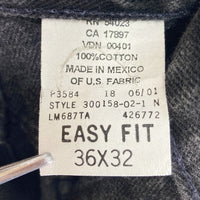 RN 54023
CA 17897
VDN 00401
100%COTTON
MADE IN MEXICO
OF U.S. FABRIC
P3584 18 06/01
STYLE 300158-02-1 N
LM687TA 426772
EASY FIT
36X32